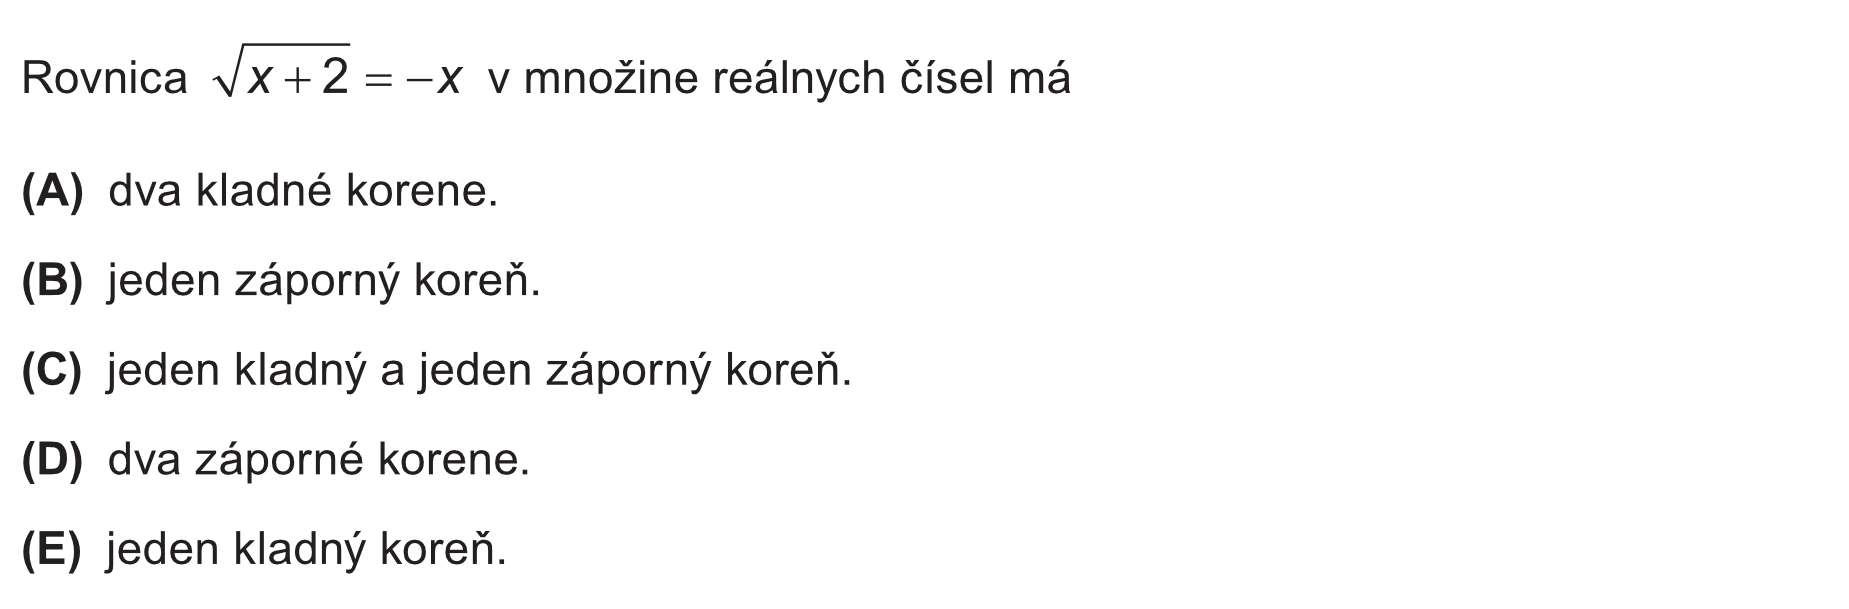 Rovnica √(x + 2) = −x v množine reálnych čísel má
(A) dva kladné korene.
(B) jeden záporný koreň.
(C) jeden kladný a jeden záporný koreň.
(D) dva záporné korene.
(E) jeden kladný koreň.